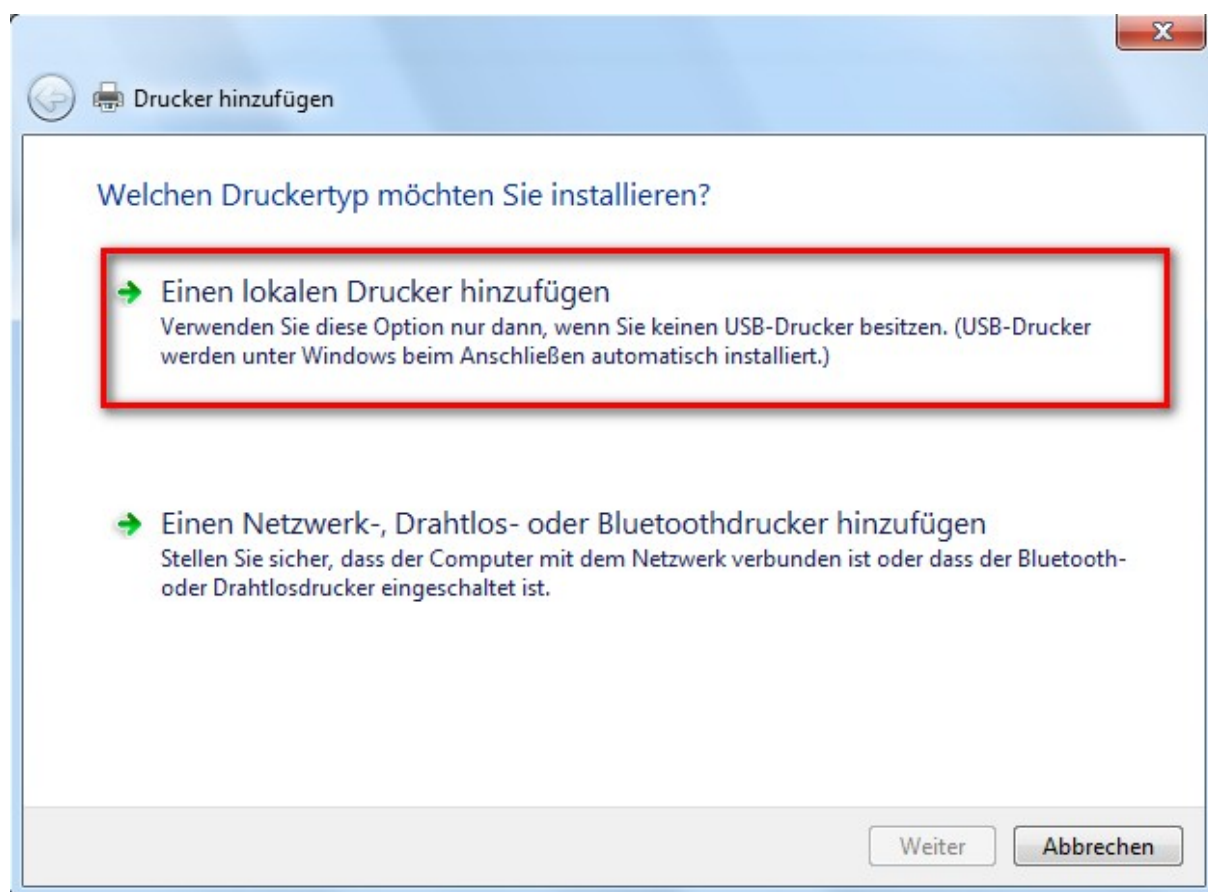 Drucker hinzufügen
Welchen Druckertyp möchten Sie installieren?
Einen lokalen Drucker hinzufügen
Verwenden Sie diese Option nur dann, wenn Sie keinen USB-Drucker besitzen. (USB-Drucker
werden unter Windows beim Anschließen automatisch installiert.)
Einen Netzwerk-, Drahtlos- oder Bluetoothdrucker hinzufügen
Stellen Sie sicher, dass der Computer mit dem Netzwerk verbunden ist oder dass der Bluetooth-
oder Drahtlosdrucker eingeschaltet ist.
Weiter
Abbrechen